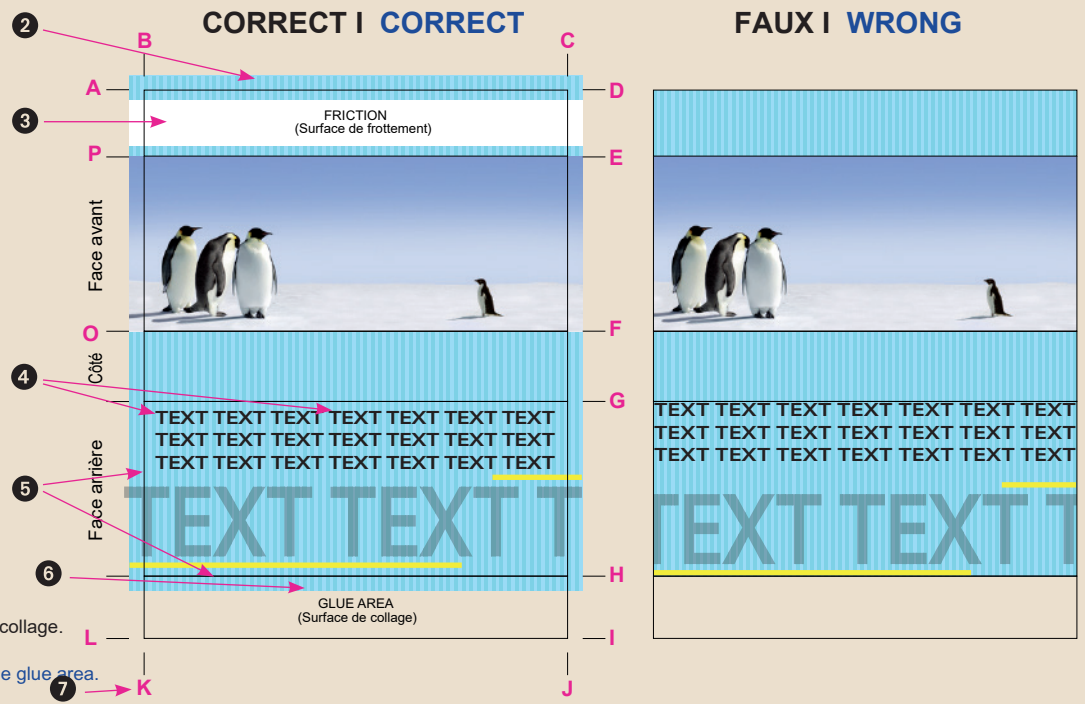 CORRECT I CORRECT
FAUX I WRONG
2
B
C
A
D
3
FRICTION
(Surface de frottement)
P
E
Face avant
O
F
Côté
4
G
TEXT TEXT TEXT TEXT TEXT TEXT TEXT
TEXT TEXT TEXT TEXT TEXT TEXT TEXT
TEXT TEXT TEXT TEXT TEXT TEXT TEXT
TEXT TEXT TEXT TEXT TEXT TEXT TEXT
TEXT TEXT TEXT TEXT TEXT TEXT TEXT
TEXT TEXT TEXT TEXT TEXT TEXT TEXT
5
Face arrière
TEXT TEXT T
TEXT TEXT T
6
H
GLUE AREA
(Surface de collage)
collage.
L
I
e glue area.
7
K
J